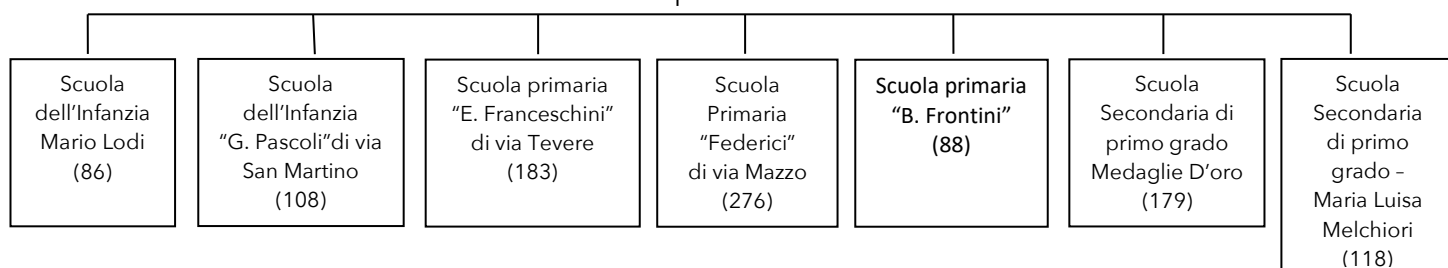 Scuola
dell’Infanzia
Mario Lodi
(86)
Scuola
dell’Infanzia
“G. Pascoli”di via
San Martino
(108)
Scuola primaria
“E. Franceschini”
di via Tevere
(183)
Scuola
Primaria
“Federici”
di via Mazzo
(276)
Scuola primaria
“B. Frontini”
(88)
Scuola
Secondaria di
primo grado
Medaglie D’oro
(179)
Scuola
Secondaria
di primo
grado –
Maria Luisa
Melchiori
(118)